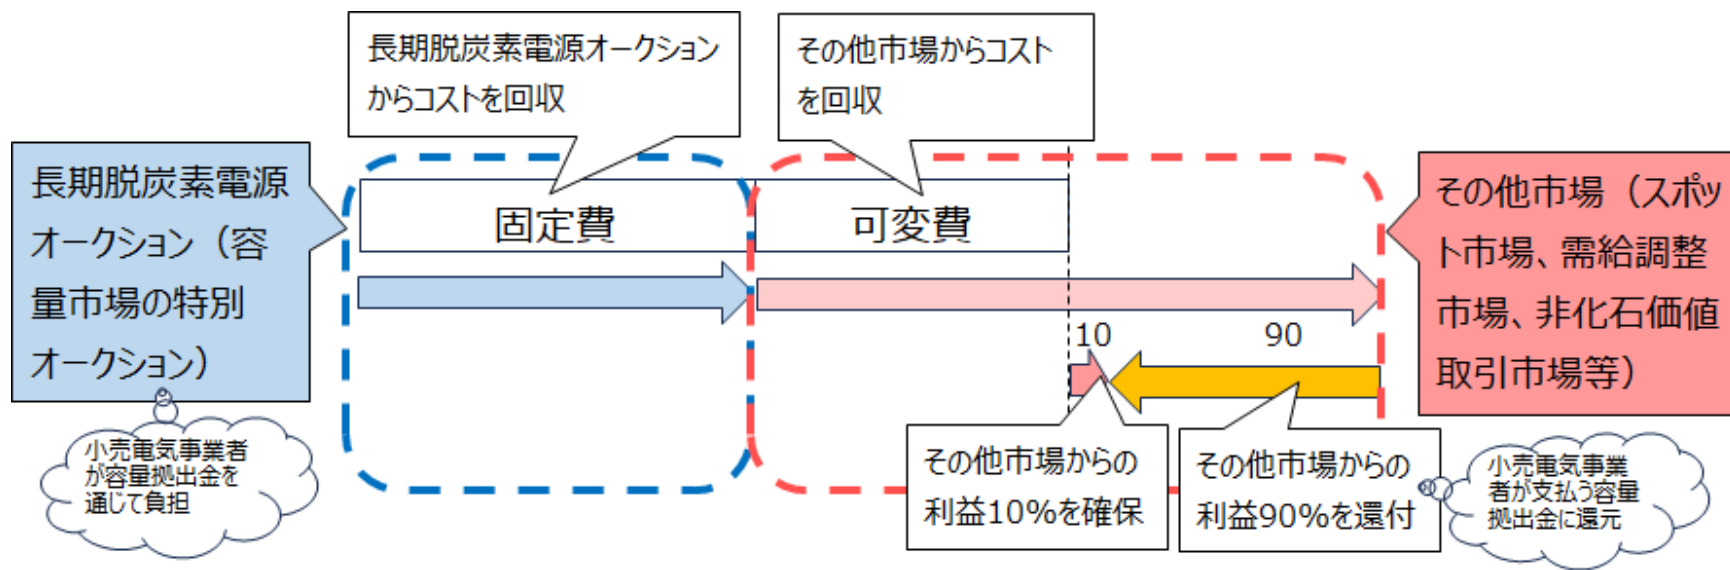 長期脱炭素電源オークション
からコストを回収
その他市場からコスト
を回収
長期脱炭素電源
オークション（容
量市場の特別
オークション）
固定費
可変費
その他市場（スポッ
ト市場、需給調整
市場、非化石価値
取引市場等）
10
90
小売電気事業者
が容量拠出金を
通じて負担
その他市場からの
利益10%を確保
その他市場からの
利益90%を還付
小売電気事業
者が支払う容量
拠出金に還元